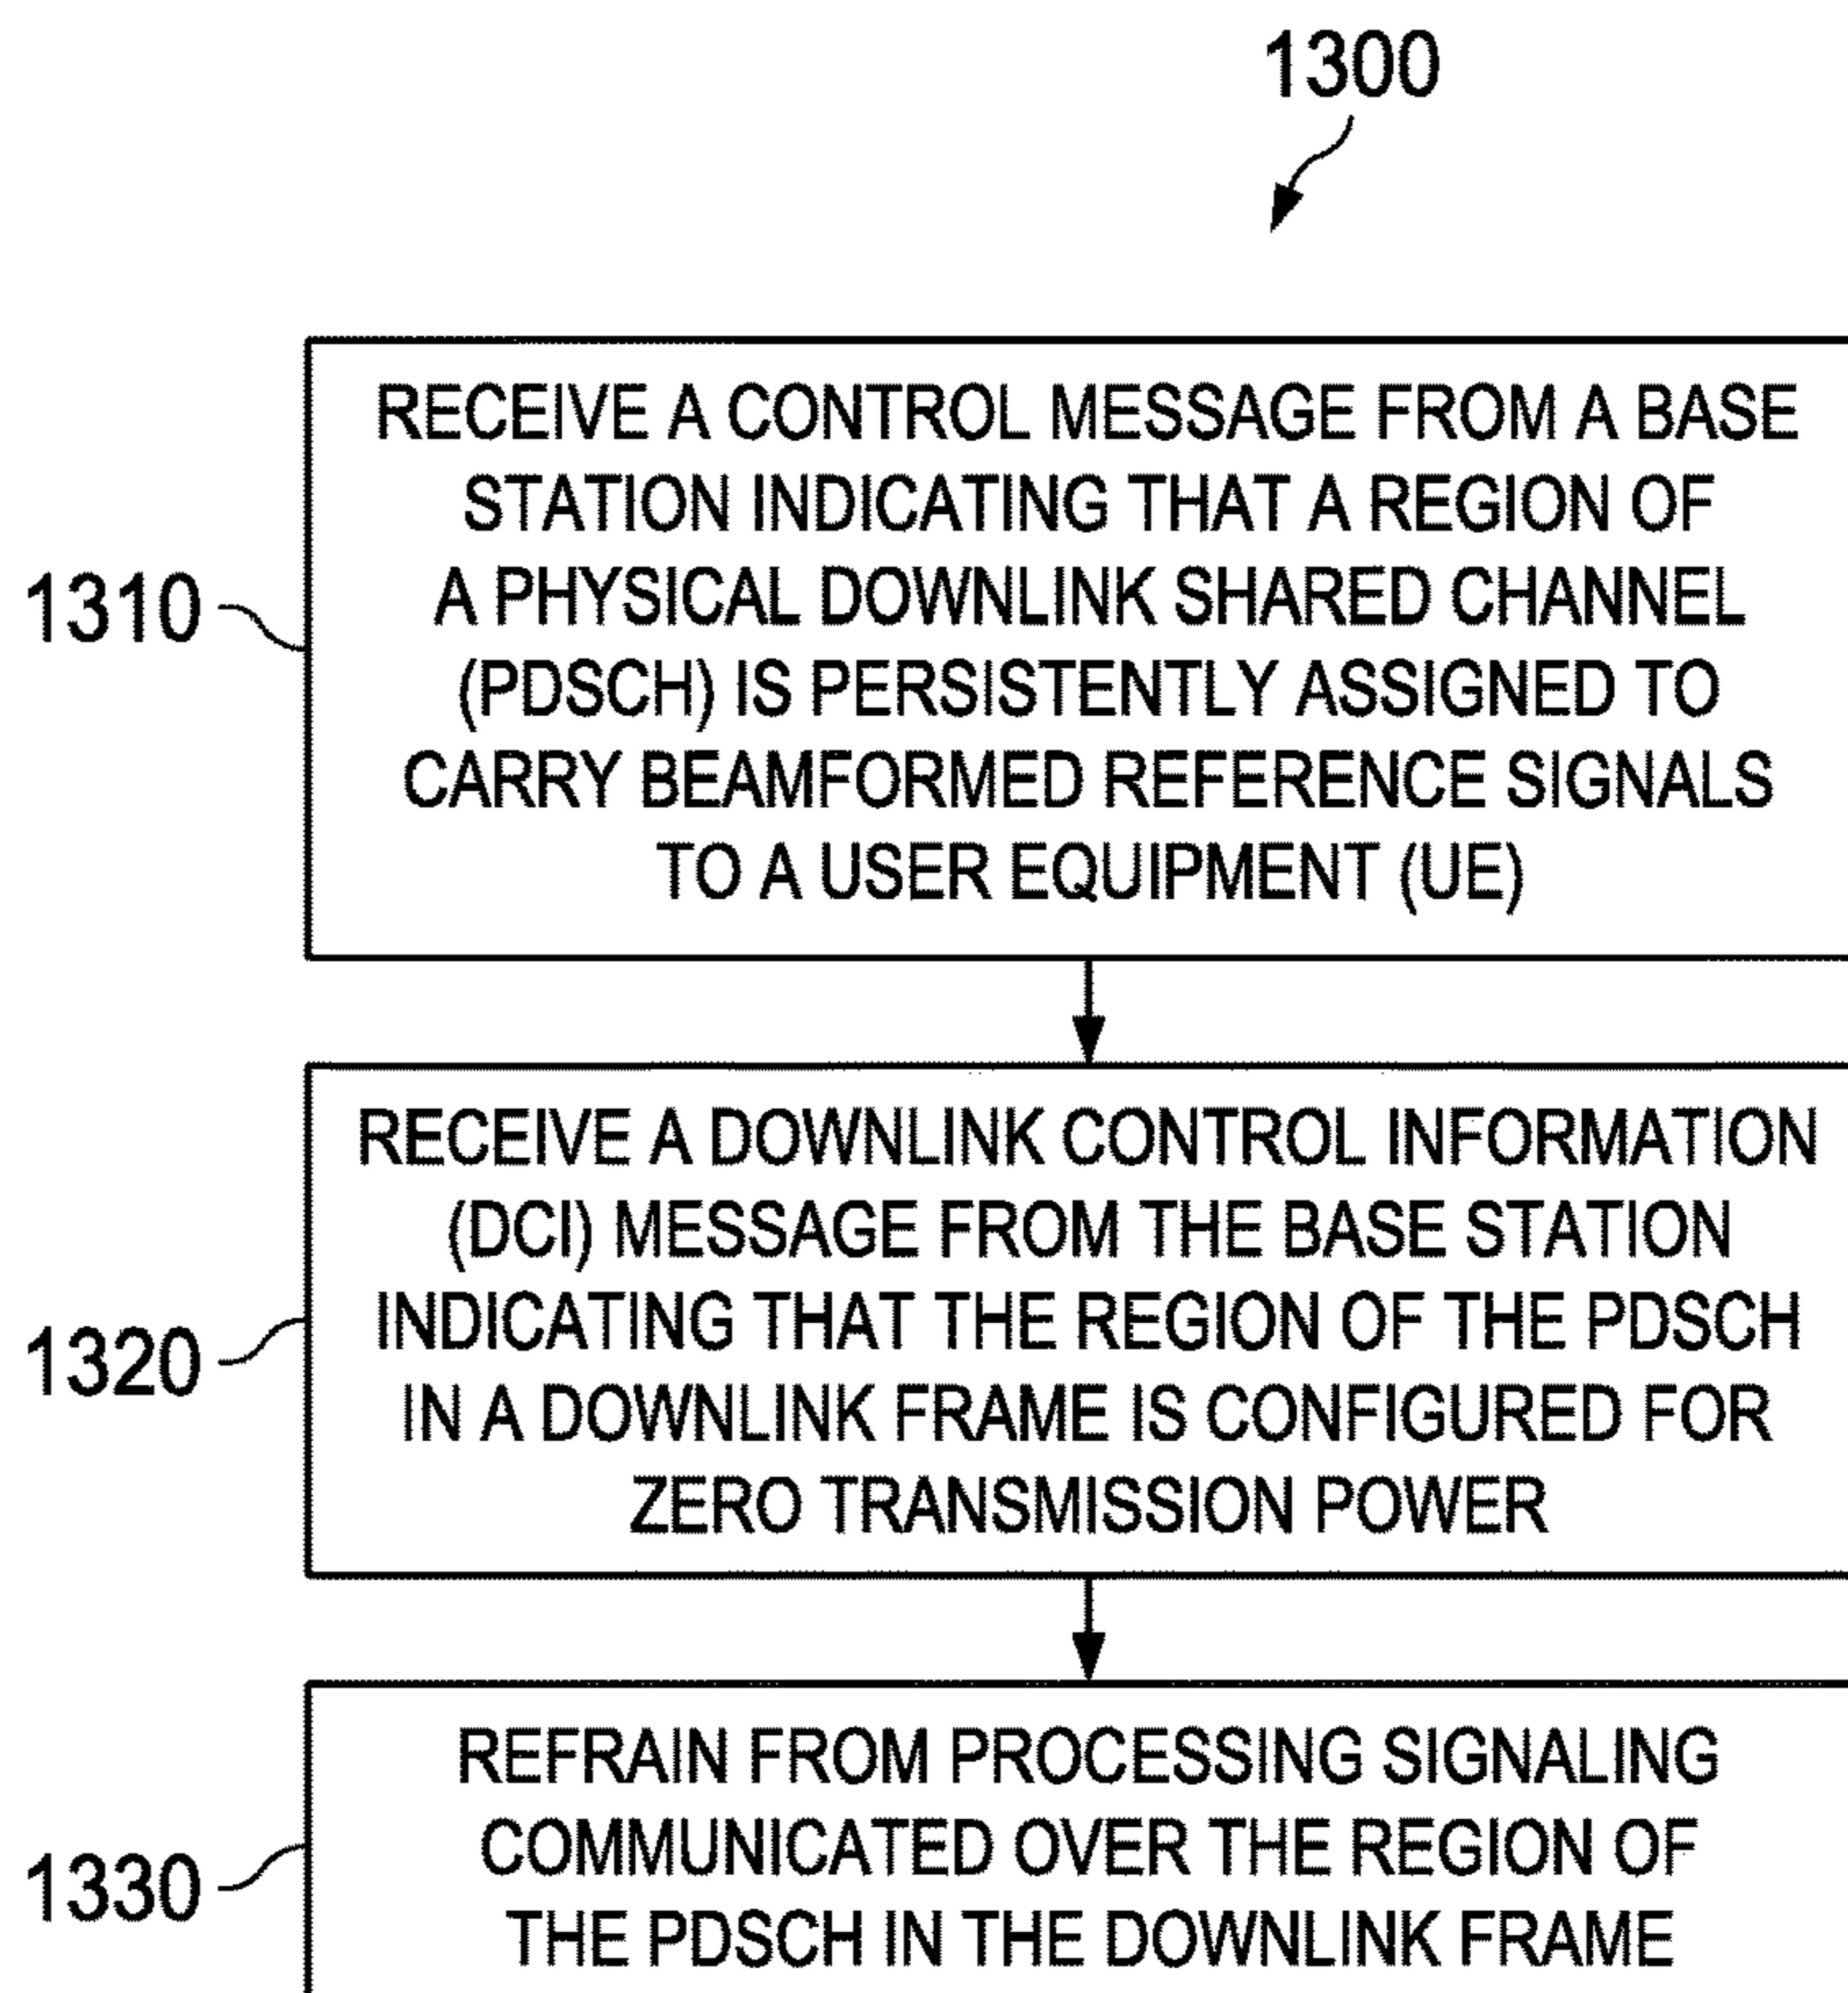 1300
RECEIVE A CONTROL MESSAGE FROM A BASE
STATION INDICATING THAT A REGION OF
A PHYSICAL DOWNLINK SHARED CHANNEL
(PDSCH) IS PERSISTENTLY ASSIGNED TO
CARRY BEAMFORMED REFERENCE SIGNALS
TO A USER EQUIPMENT (UE)
1310
RECEIVE A DOWNLINK CONTROL INFORMATION
(DCI) MESSAGE FROM THE BASE STATION
INDICATING THAT THE REGION OF THE PDSCH
IN A DOWNLINK FRAME IS CONFIGURED FOR
ZERO TRANSMISSION POWER
1320
REFRAIN FROM PROCESSING SIGNALING
COMMUNICATED OVER THE REGION OF
THE PDSCH IN THE DOWNLINK FRAME
1330